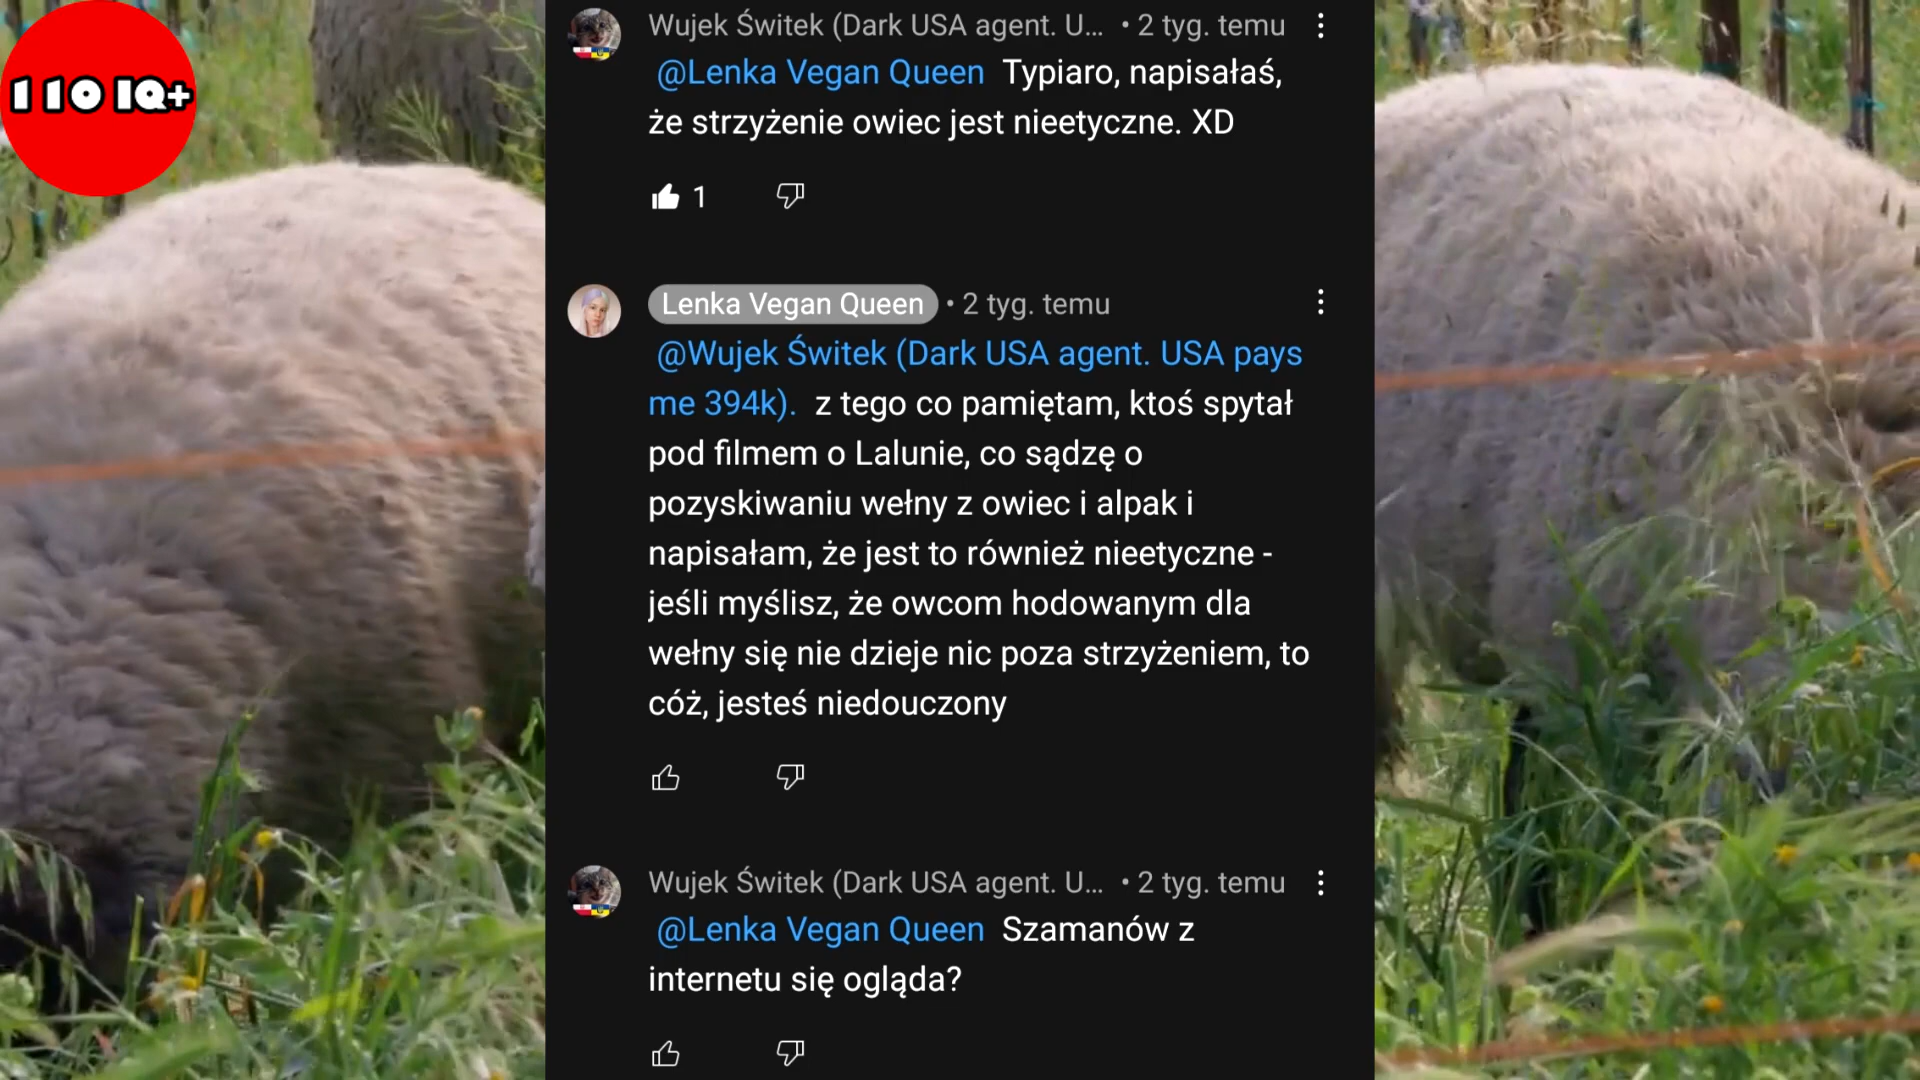 110 IQ+
Wujek Świtek (Dark USA agent. U... • 2 tyg. temu
@Lenka Vegan Queen Typiaro, napisałaś,
że strzyżenie owiec jest nieetyczne. XD
1
Lenka Vegan Queen • 2 tyg. temu
@Wujek Świtek (Dark USA agent. USA pays
me 394k). z tego co pamiętam, ktoś spytał
pod filmem o Lalunie, co sądzę o
pozyskiwaniu wełny z owiec i alpak i
napisałam, że jest to również nieetyczne -
jeśli myślisz, że owcom hodowanym dla
wełny się nie dzieje nic poza strzyżeniem, to
cóż, jesteś niedouczony
Wujek Świtek (Dark USA agent. U... • 2 tyg. temu
@Lenka Vegan Queen Szamanów z
internetu się ogląda?